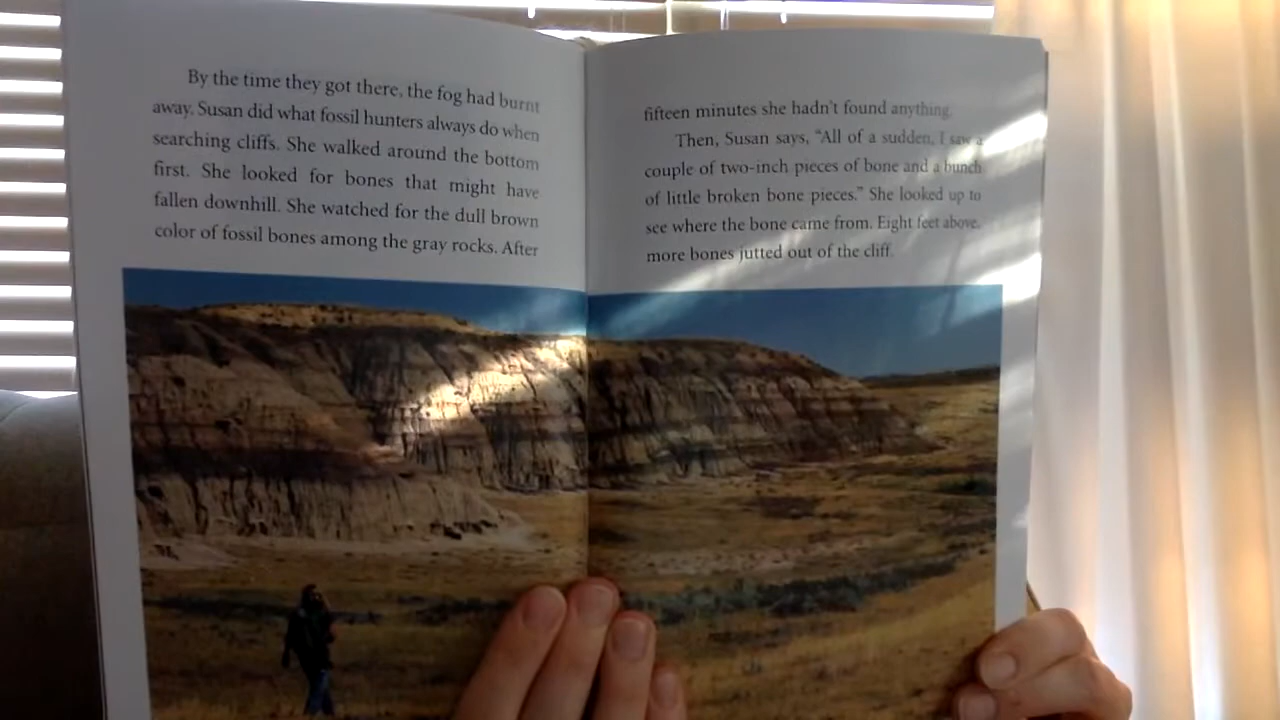 By the time they got there, the fog had burnt
away. Susan did what fossil hunters always do when
searching cliffs. She walked around the bottom
first. She looked for bones that might have
fallen downhill. She watched for the dull brown
color of fossil bones among the gray rocks. After
fifteen minutes she hadn't found anything.
Then, Susan says, “All of a sudden, I saw a
couple of two-inch pieces of bone and a bunch
of little broken bone pieces.” She looked up to
see where the bone came from. Eight feet above,
more bones jutted out of the cliff.